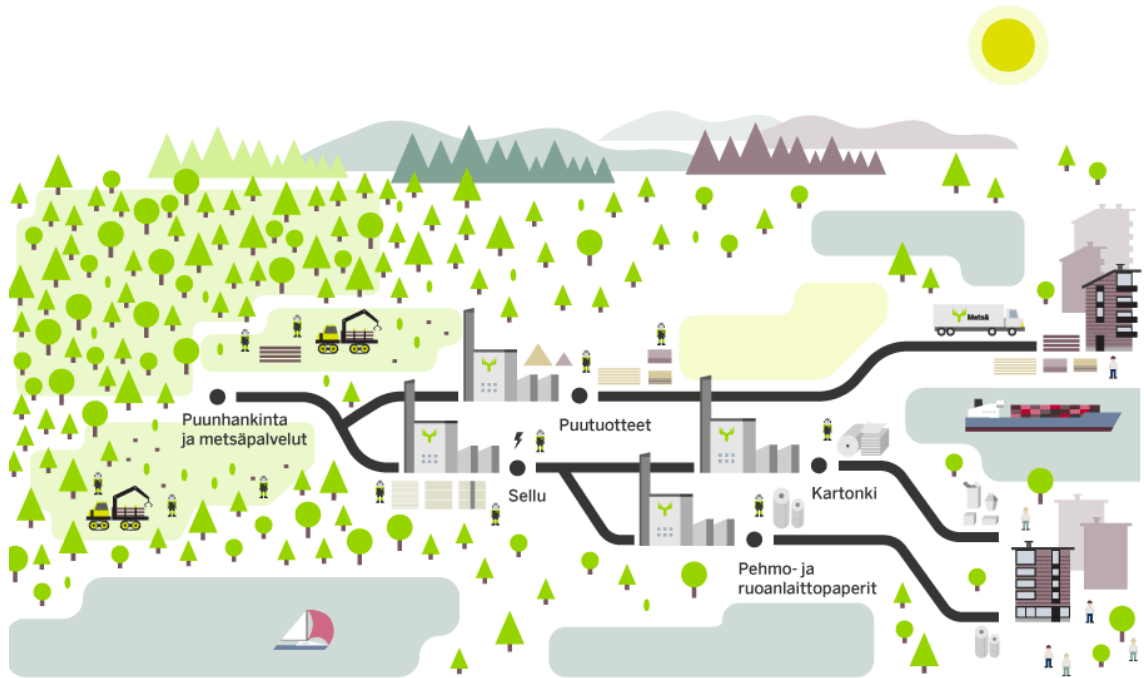 Metsä
Puunhankinta
ja metsäpalvelut
Puutuotteet
Sellu
Kartonki
Pehmo- ja
ruoanlaittopaperit